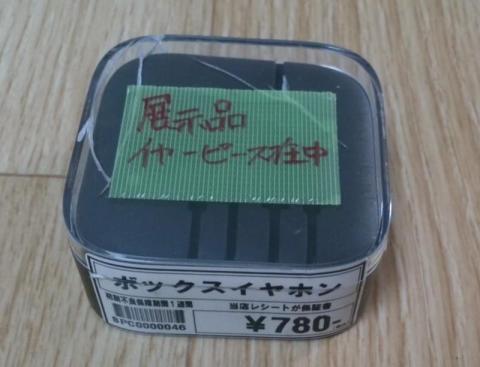 展示品
イヤーピース在中
ボックスイヤホン
初期不良保障期間1週間
当店レシートが保証書
SPC0000046
¥780-